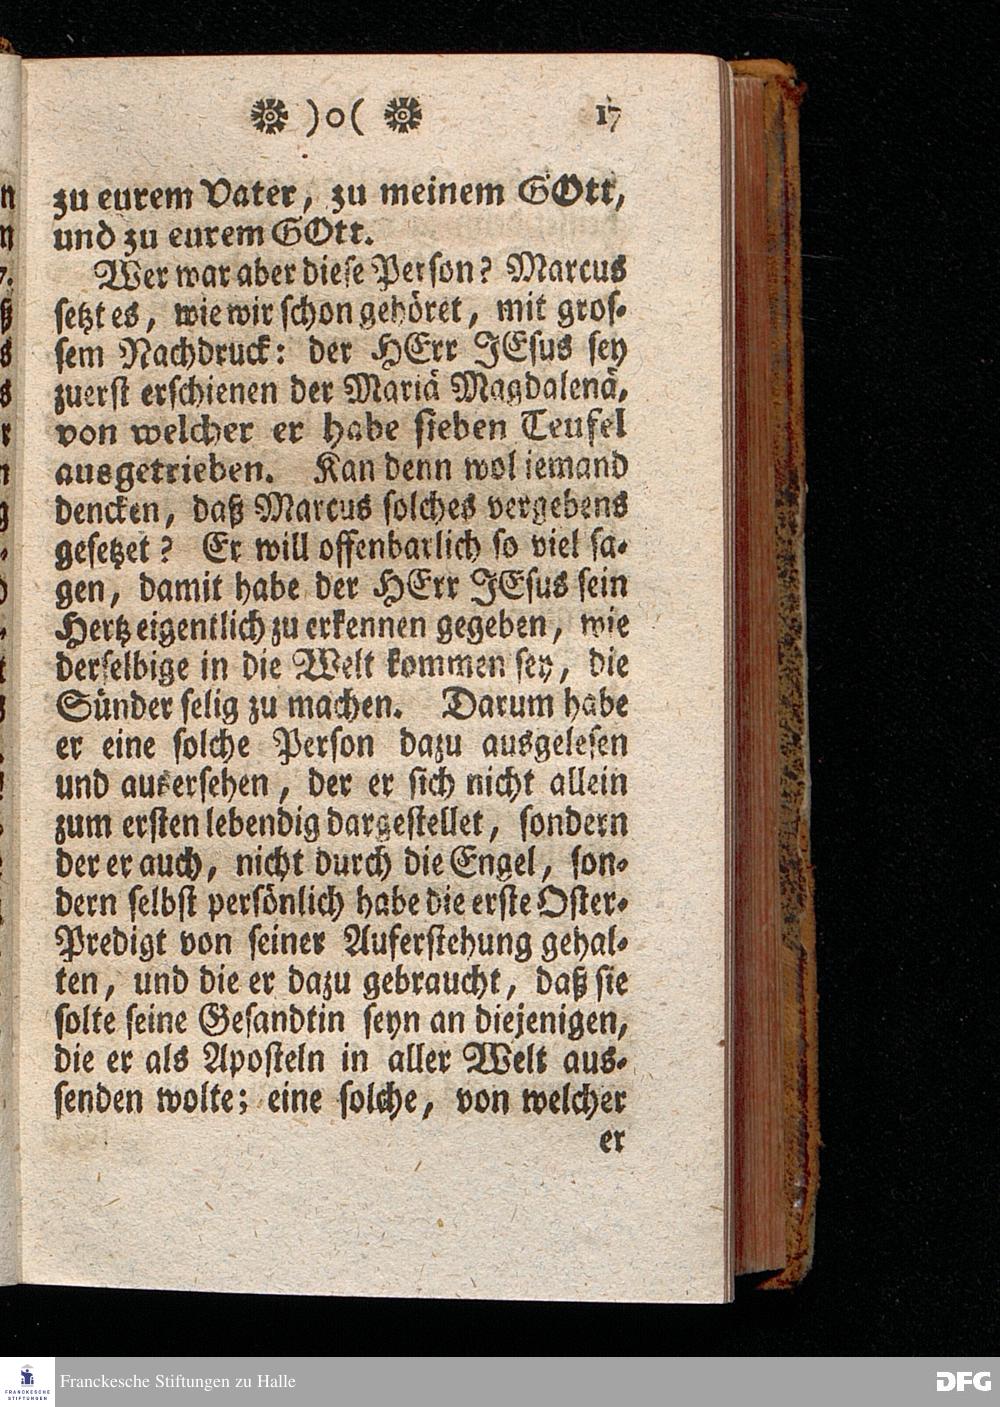 ❋ )o( ❋ 17
zu eurem Vater, zu meinem GOtt,
und zu eurem GOtt.
Wer war aber diese Person? Marcus
setzt es, wie wir schon gehöret, mit gros-
sem Nachdruck: der HErr JEsus sey
zuerst erschienen der Mariä Magdalenä,
von welcher er habe sieben Teufel
ausgetrieben. Kan denn wol iemand
dencken, daß Marcus solches vergebens
gesetzet? Er will offenbarlich so viel sa-
gen, damit habe der HErr JEsus sein
Hertz eigentlich zu erkennen gegeben, wie
derselbige in die Welt kommen sey, die
Sünder selig zu machen. Darum habe
er eine solche Person dazu ausgelesen
und ausersehen, der er sich nicht allein
zum ersten lebendig dargestellet, sondern
der er auch, nicht durch die Engel, son-
dern selbst persönlich habe die erste Oster-
Predigt von seiner Auferstehung gehal-
ten, und die er dazu gebraucht, daß sie
solte seine Gesandtin seyn an diejenigen,
die er als Aposteln in aller Welt aus-
senden wolte; eine solche, von welcher
er
FRANCKESCHE
STIFTUNGEN
Franckesche Stiftungen zu Halle
DFG